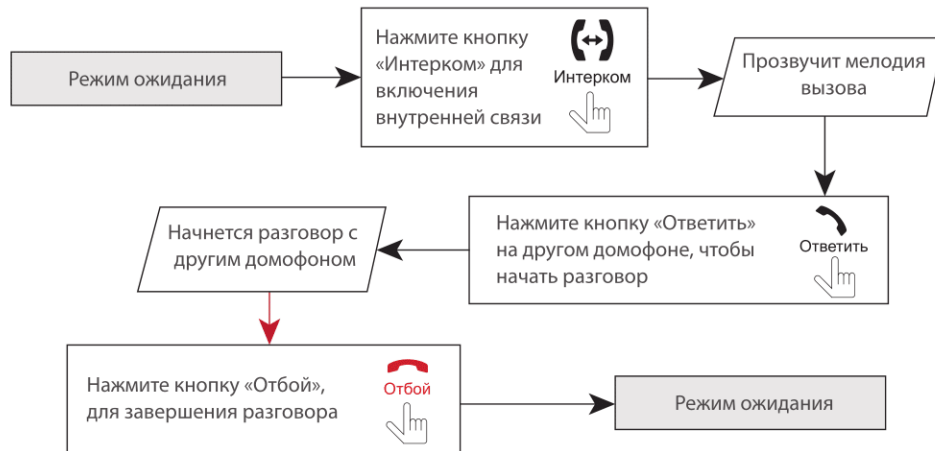 Режим ожидания
Нажмите кнопку
«Интерком» для
включения
внутренней связи
Интерком
Прозвучит мелодия
вызова
Нажмите кнопку «Ответить»
на другом домофоне, чтобы
начать разговор
Ответить
Начнется разговор с
другим домофоном
Нажмите кнопку «Отбой»,
для завершения разговора
Отбой
Режим ожидания